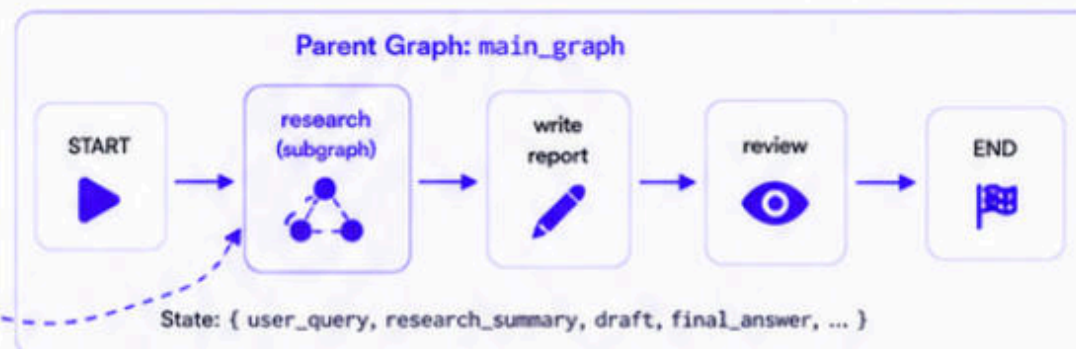 Parent Graph: main_graph
START
research
(subgraph)
write
report
review
END
State: { user_query, research_summary, draft, final_answer, ... }